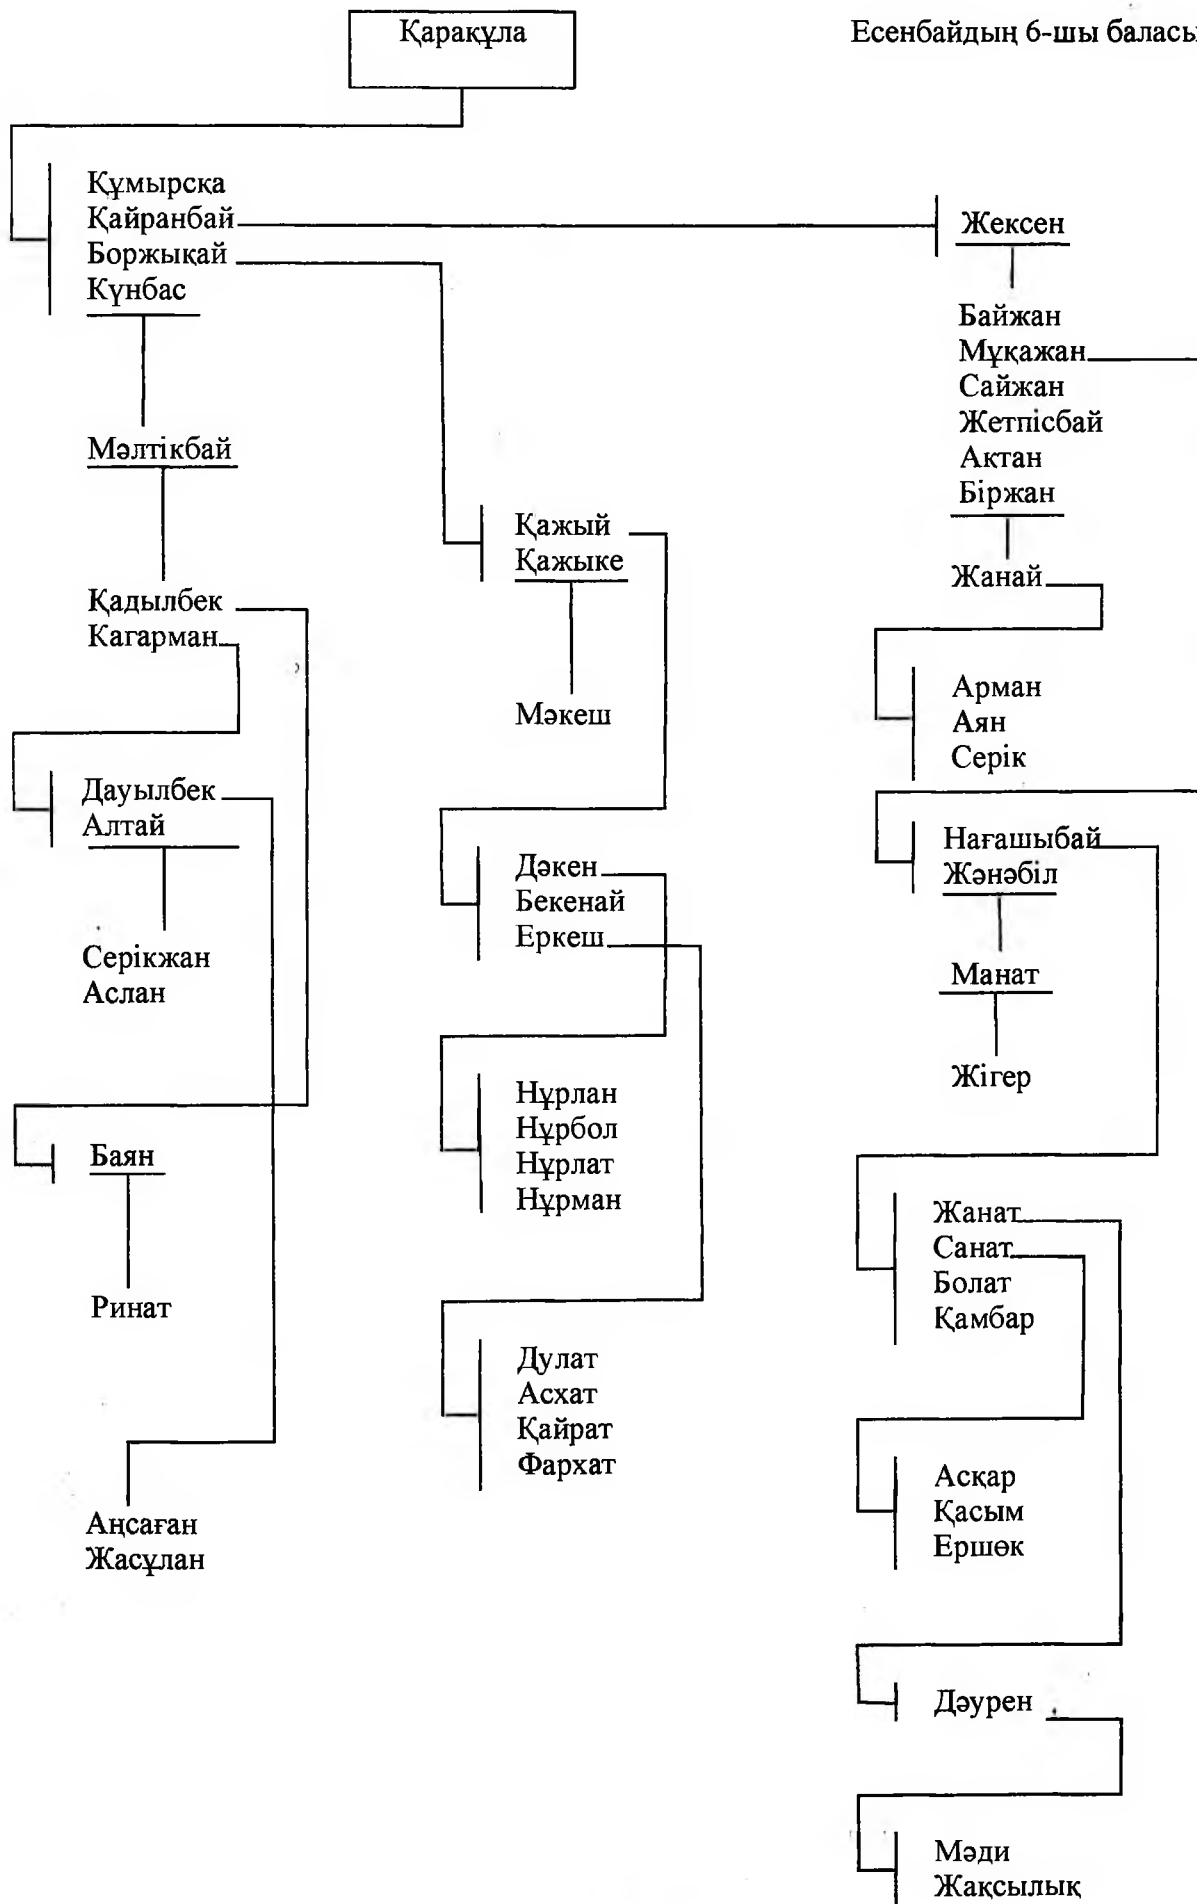 Қарақұла
Есенбайдың 6-шы баласы
Құмырсқа
Қайранбай
Боржықай
Күнбас
Мәлтікбай
Қадылбек
Кагарман
Дауылбек
Алтай
Серікжан
Аслан
Баян
Ринат
Аңсаған
Жасұлан
Қажый
Қажыке
Мәкеш
Дәкен
Бекенай
Еркеш
Нұрлан
Нұрбол
Нұрлат
Нұрман
Дулат
Асхат
Қайрат
Фархат
Жексен
Байжан
Мұқажан
Сайжан
Жетпісбай
Ақтан
Біржан
Жанай
Арман
Аян
Серік
Нағашыбай
Жәнәбіл
Манат
Жігер
Жанат
Санат
Болат
Қамбар
Асқар
Қасым
Ершөк
Дәурен
Мәди
Жақсылық